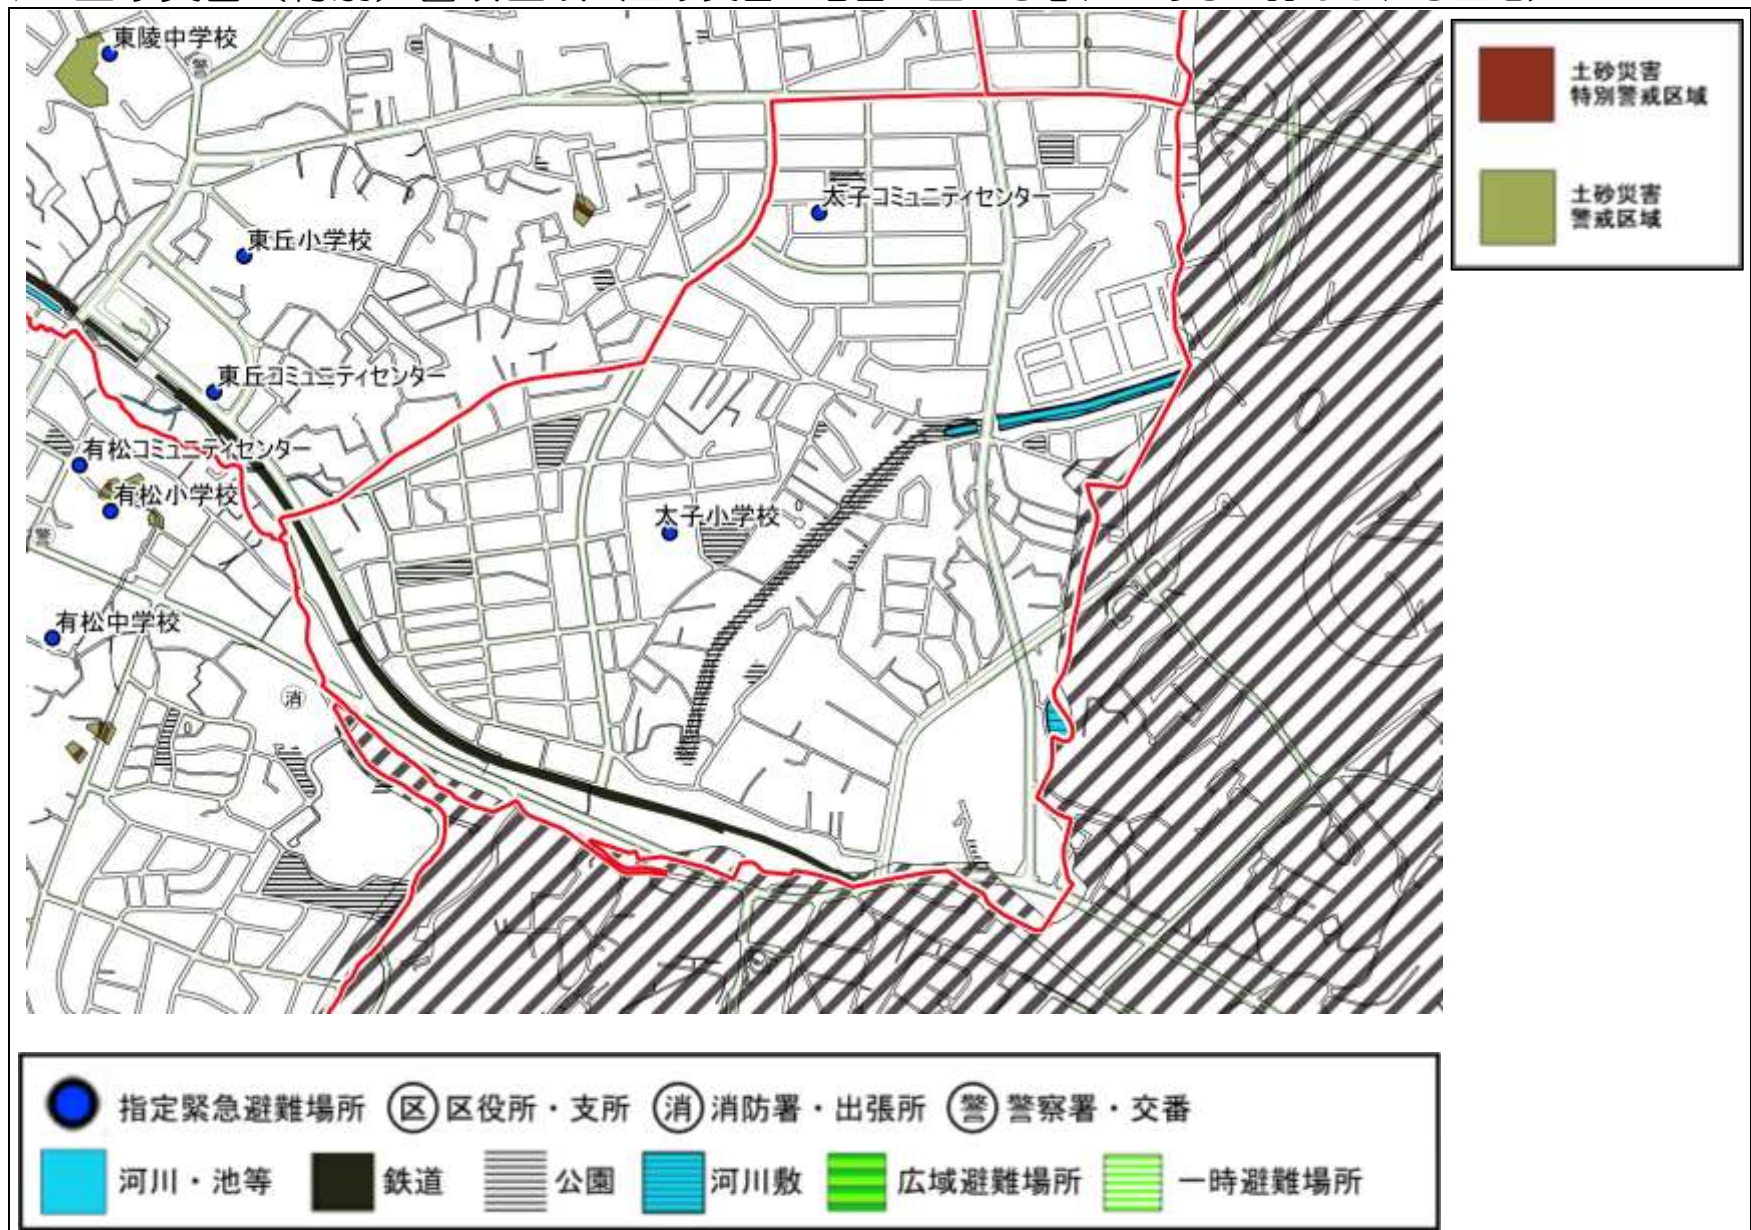 東陵中学校
警
土砂災害
特別警戒区域
土砂災害
警戒区域
太子コミュニティセンター
東丘小学校
東丘コミュニティセンター
有松コミュニティセンター
有松小学校
警
太子小学校
有松中学校
消
指定緊急避難場所
区 区役所・支所
消 消防署・出張所
警 警察署・交番
河川・池等
鉄道
公園
河川敷
広域避難場所
一時避難場所